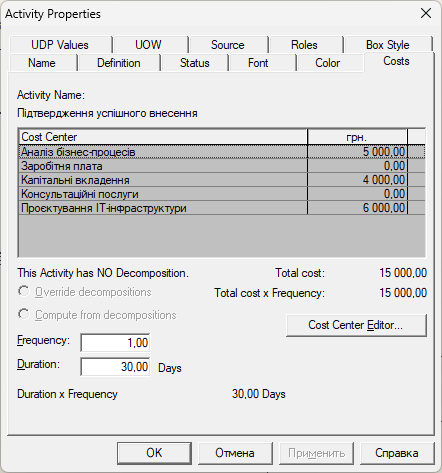 Activity Properties
UDP Values UOW Source Roles Box Style
Name Definition Status Font Color Costs
Activity Name:
Підтвердження успішного внесення
Cost Center грн.
Аналіз бізнес-процесів 5 000,00
Заробітня плата 0,00
Капітальні вкладення 4 000,00
Консультаційні послуги 0,00
Проєктування ІТ-інфраструктури 6 000,00
This Activity has NO Decomposition. Total cost: 15 000,00
Override decompositions Total cost x Frequency: 15 000,00
Compute from decompositions
Cost Center Editor...
Frequency: 1,00
Duration: 30,00 Days
Duration x Frequency 30,00 Days
OK Отмена Применить Справка